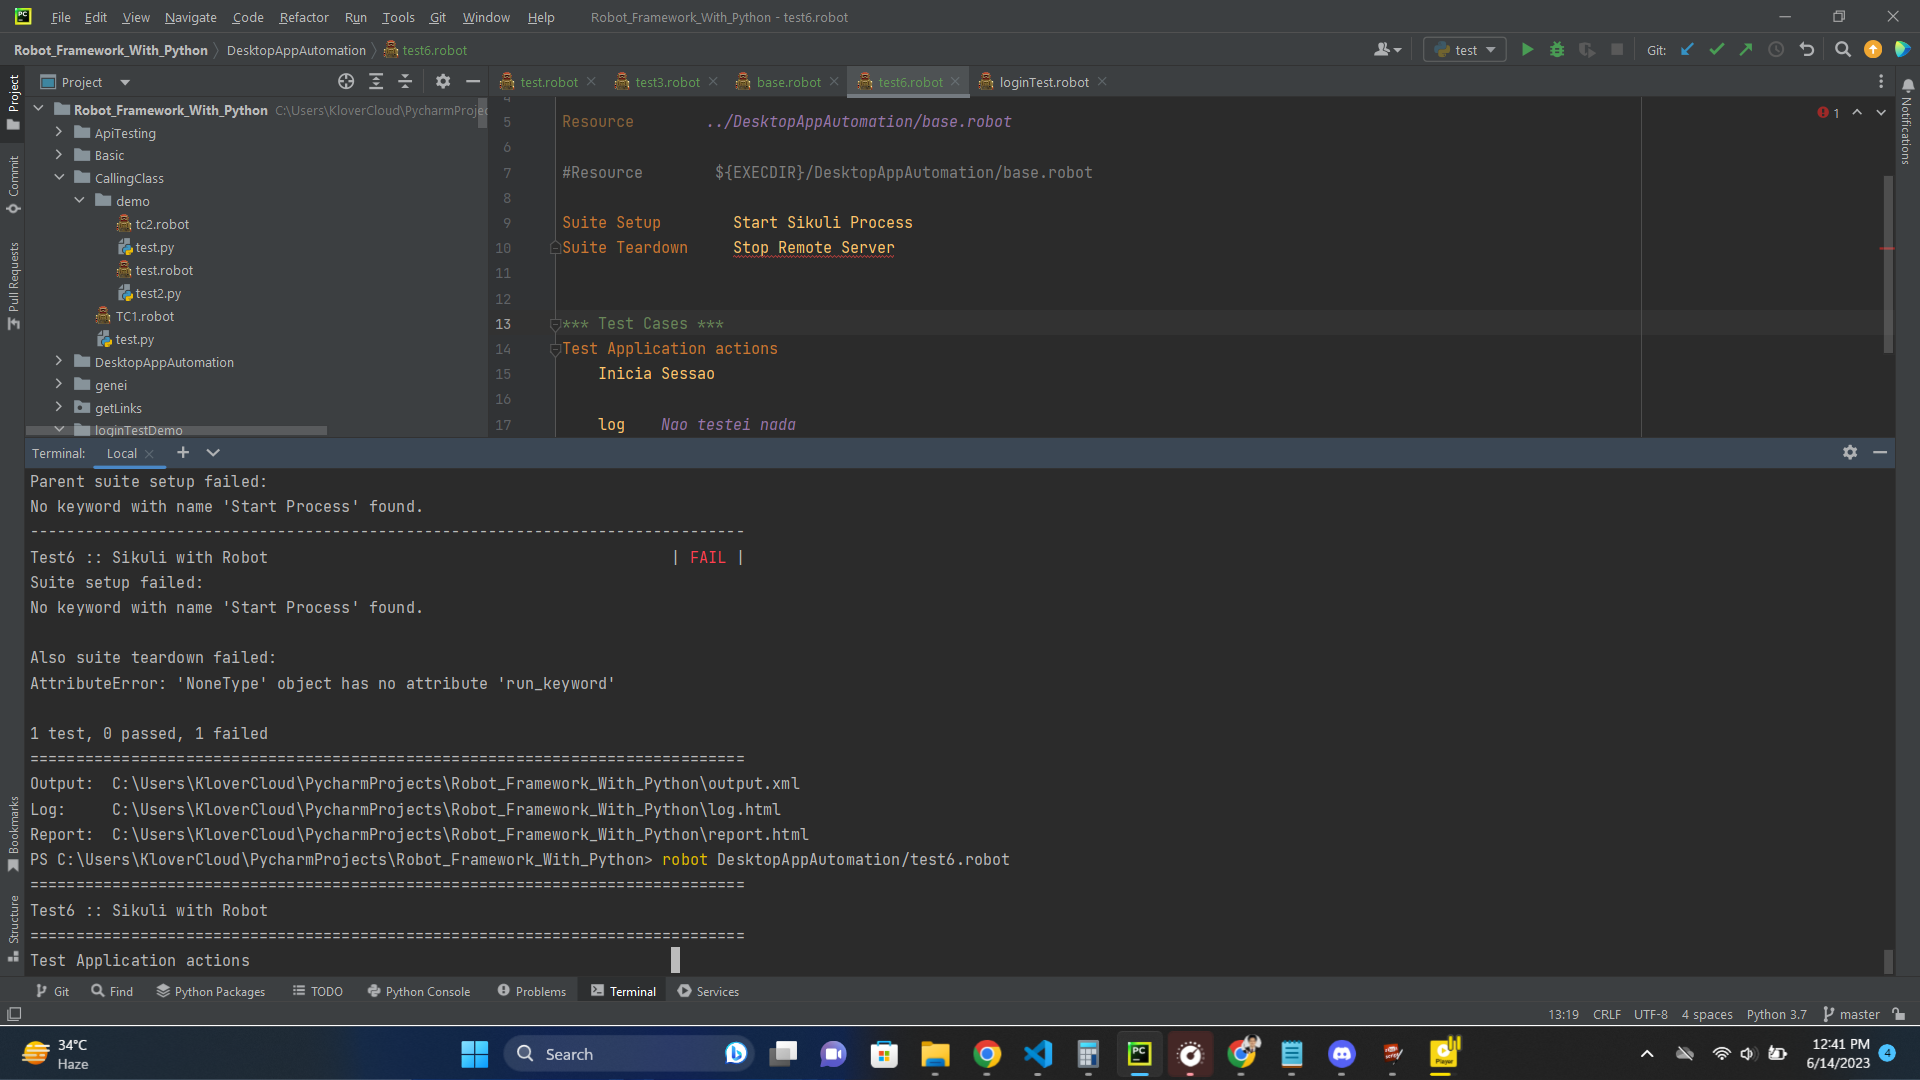 File Edit View Navigate Code Refactor Run Tools Git Window Help Robot_Framework_With_Python - test6.robot
Robot_Framework_With_Python DesktopAppAutomation test6.robot test Git:
Project test.robot test3.robot base.robot test6.robot loginTest.robot
Project
Commit
Pull Requests
Bookmarks
Structure
Notifications
Robot_Framework_With_Python C:\Users\KloverCloud\PycharmProjec
ApiTesting
Basic
CallingClass
demo
tc2.robot
test.py
test.robot
test2.py
TC1.robot
test.py
DesktopAppAutomation
genei
getLinks
loginTestDemo
4
5 Resource ../DesktopAppAutomation/base.robot
6
7 #Resource ${EXECDIR}/DesktopAppAutomation/base.robot
8
9 Suite Setup Start Sikuli Process
10 Suite Teardown Stop Remote Server
11
12
13 *** Test Cases ***
14 Test Application actions
15 Inicia Sessao
16
17 log Nao testei nada
1
Terminal: Local
Parent suite setup failed:
No keyword with name 'Start Process' found.
------------------------------------------------------------------------------
Test6 :: Sikuli with Robot | FAIL |
Suite setup failed:
No keyword with name 'Start Process' found.
Also suite teardown failed:
AttributeError: 'NoneType' object has no attribute 'run_keyword'
1 test, 0 passed, 1 failed
==============================================================================
Output: C:\Users\KloverCloud\PycharmProjects\Robot_Framework_With_Python\output.xml
Log: C:\Users\KloverCloud\PycharmProjects\Robot_Framework_With_Python\log.html
Report: C:\Users\KloverCloud\PycharmProjects\Robot_Framework_With_Python\report.html
PS C:\Users\KloverCloud\PycharmProjects\Robot_Framework_With_Python> robot DesktopAppAutomation/test6.robot
==============================================================================
Test6 :: Sikuli with Robot
==============================================================================
Test Application actions
Git Find Python Packages TODO Python Console Problems Terminal Services
13:19 CRLF UTF-8 4 spaces Python 3.7 master
34°C
Haze
Search
PC
12:41 PM
6/14/2023
4